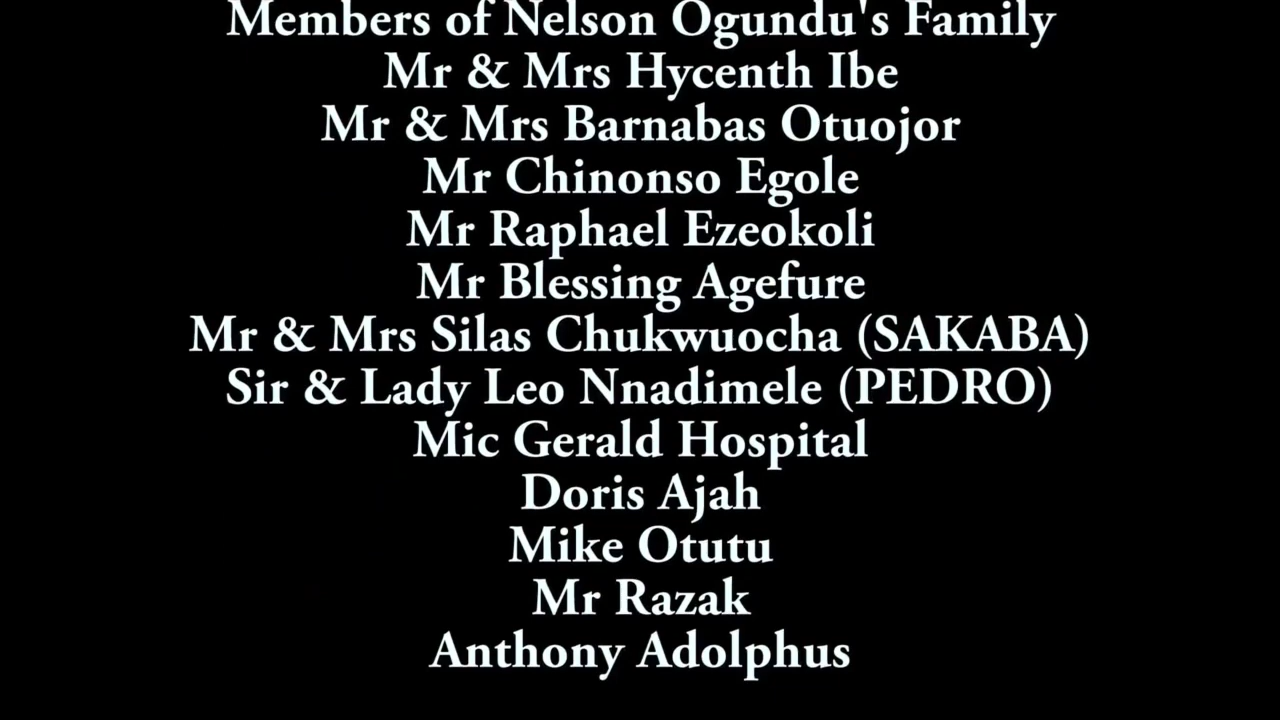 Members of Nelson Ogundu's Family
Mr & Mrs Hycenth Ibe
Mr & Mrs Barnabas Otuojor
Mr Chinonso Egole
Mr Raphael Ezeokoli
Mr Blessing Agefure
Mr & Mrs Silas Chukwuocha (SAKABA)
Sir & Lady Leo Nnadimele (PEDRO)
Mic Gerald Hospital
Doris Ajah
Mike Otutu
Mr Razak
Anthony Adolphus